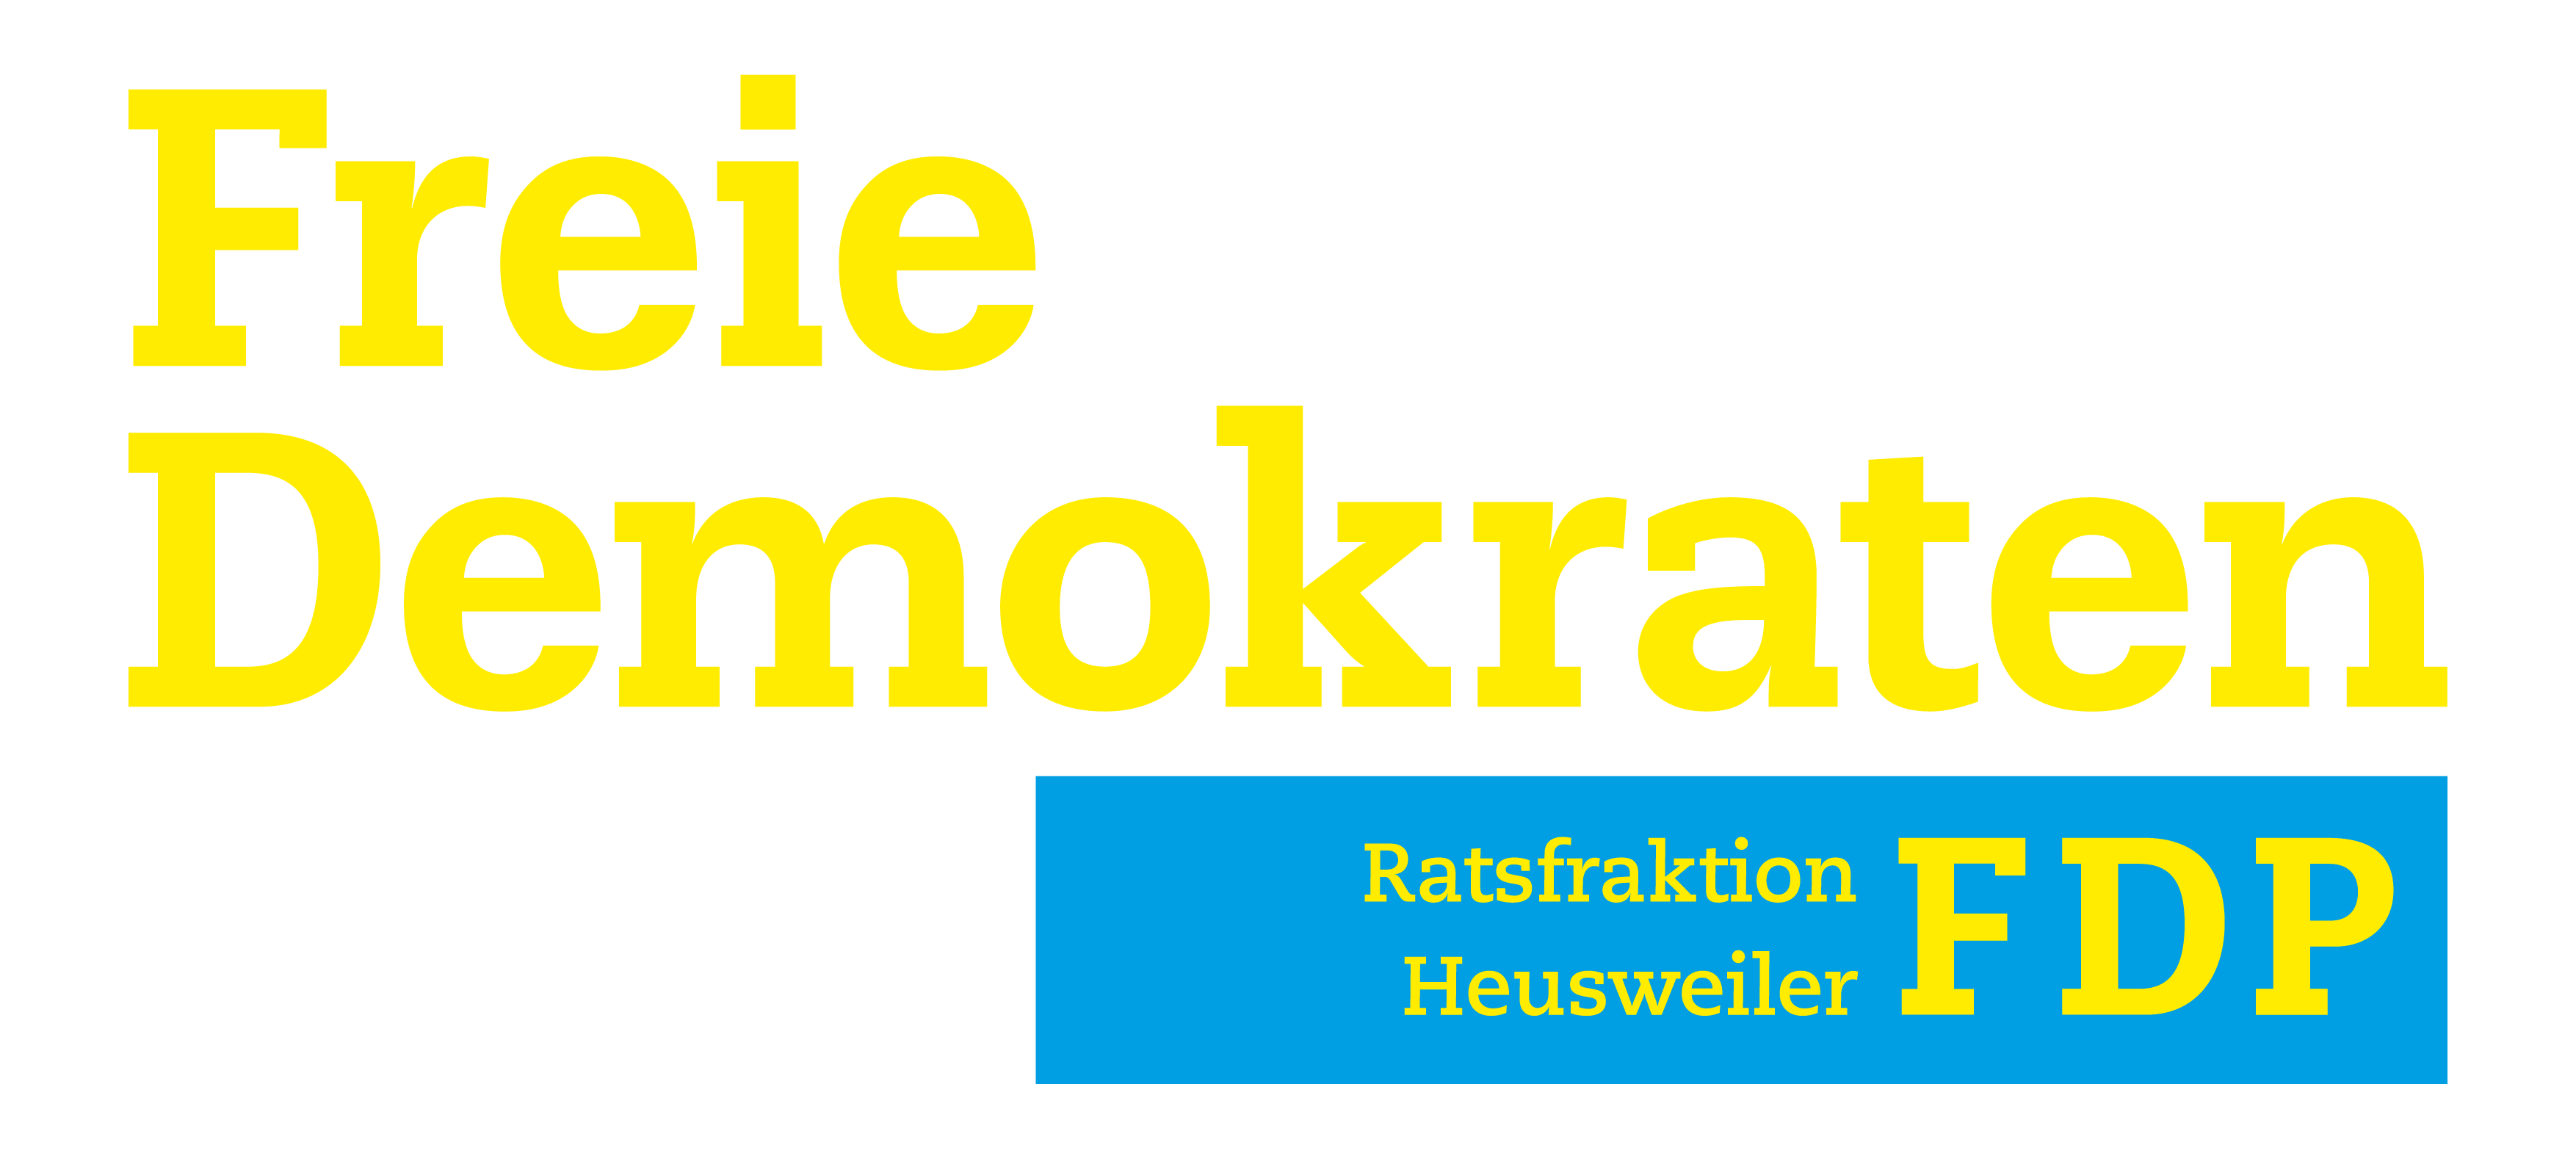 Freie
Demokraten
Ratsfraktion
Heusweiler
FDP